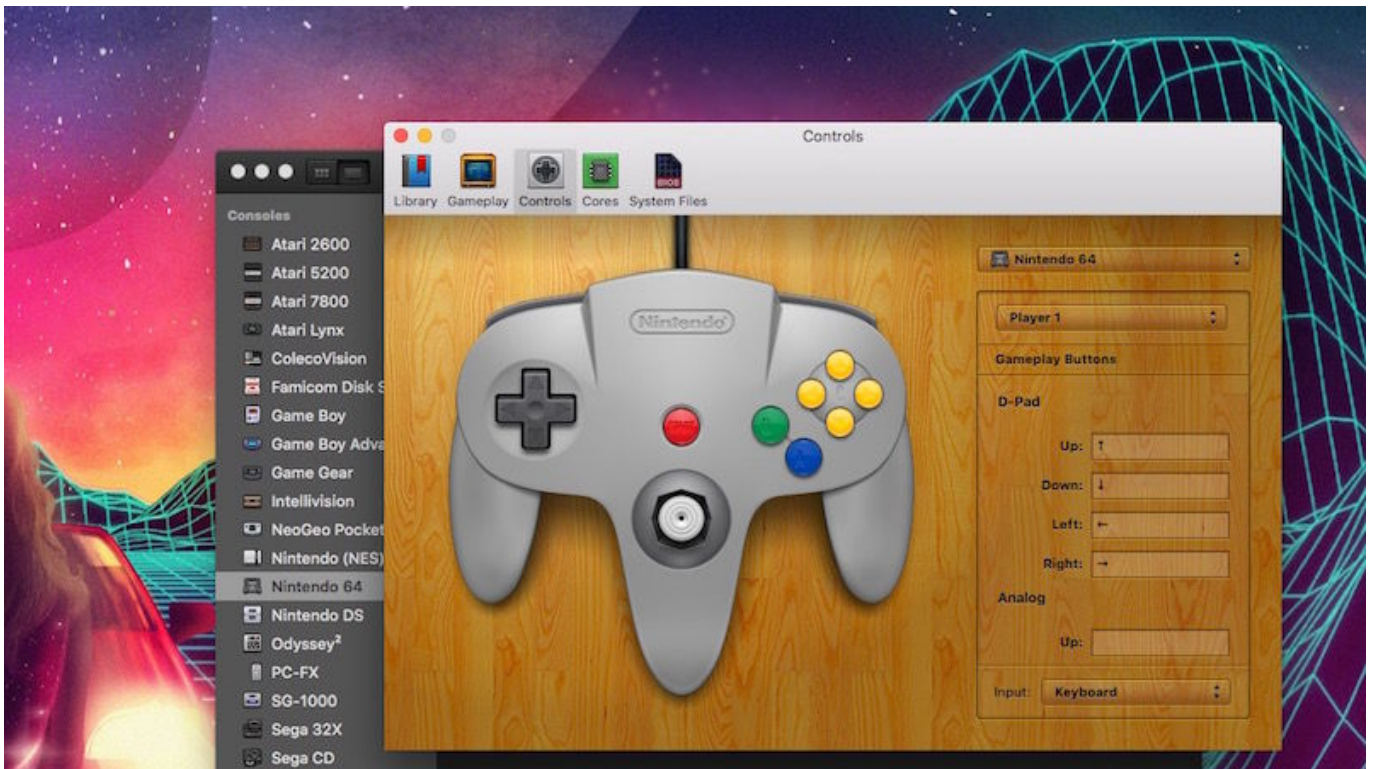 Controls
Library
Gameplay
Controls
Cores
System Files
BIOS
Consoles
Atari 2600
Atari 5200
Atari 7800
Atari Lynx
ColecoVision
Famicom Disk S
Game Boy
Game Boy Adva
Game Gear
Intellivision
NeoGeo Pocket
Nintendo (NES)
Nintendo 64
Nintendo DS
Odyssey²
PC-FX
SG-1000
Sega 32X
Sega CD
Nintendo
Nintendo 64
Player 1
Gameplay Buttons
D-Pad
Up: ↑
Down: ↓
Left: ←
Right: →
Analog
Up:
Input: Keyboard